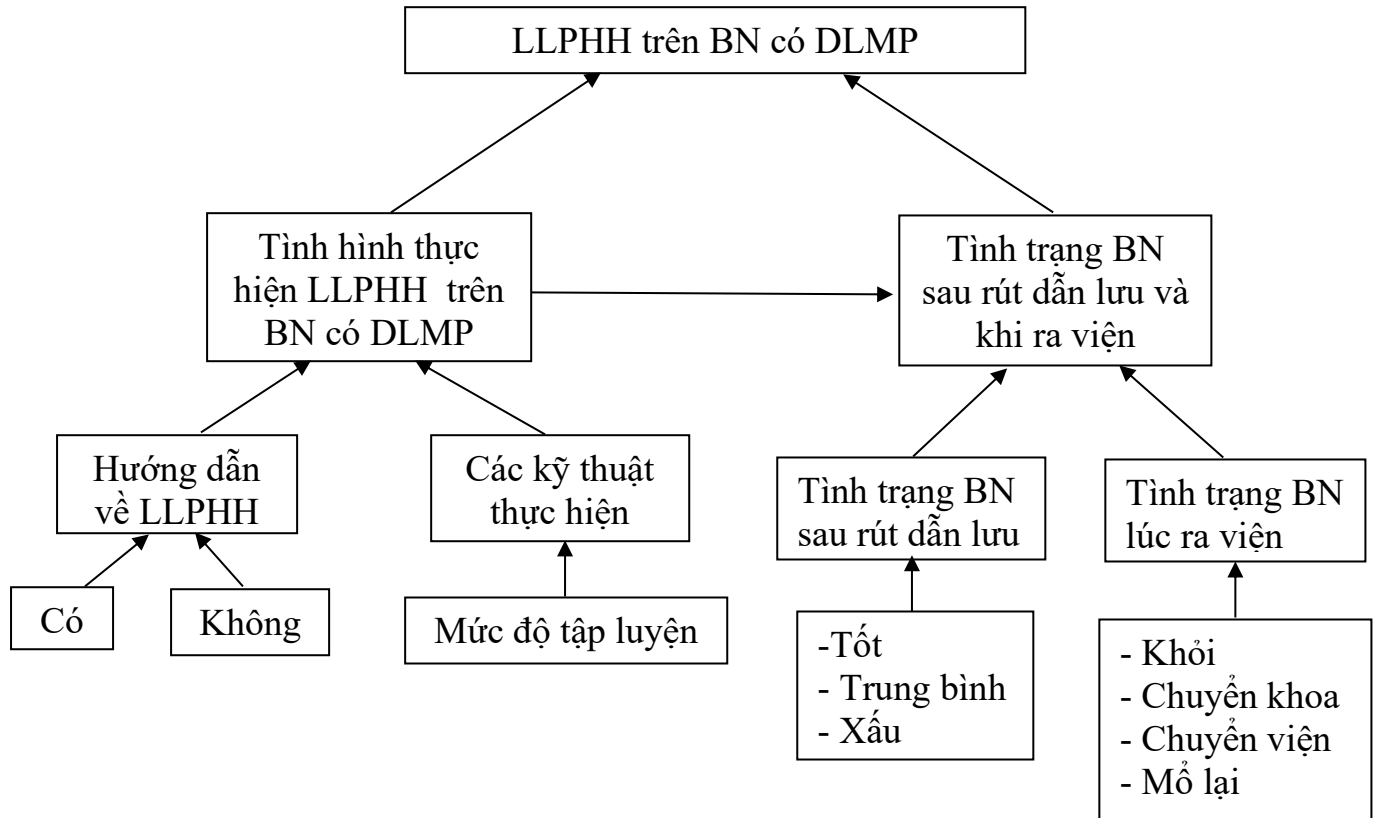 LLPHH trên BN có DLMP
Tình hình thực
hiện LLPHH trên
BN có DLMP
Tình trạng BN
sau rút dẫn lưu và
khi ra viện
Hướng dẫn
về LLPHH
Các kỹ thuật
thực hiện
Tình trạng BN
sau rút dẫn lưu
Tình trạng BN
lúc ra viện
Có
Không
Mức độ tập luyện
-Tốt
- Trung bình
- Xấu
- Khỏi
- Chuyển khoa
- Chuyển viện
- Mổ lại